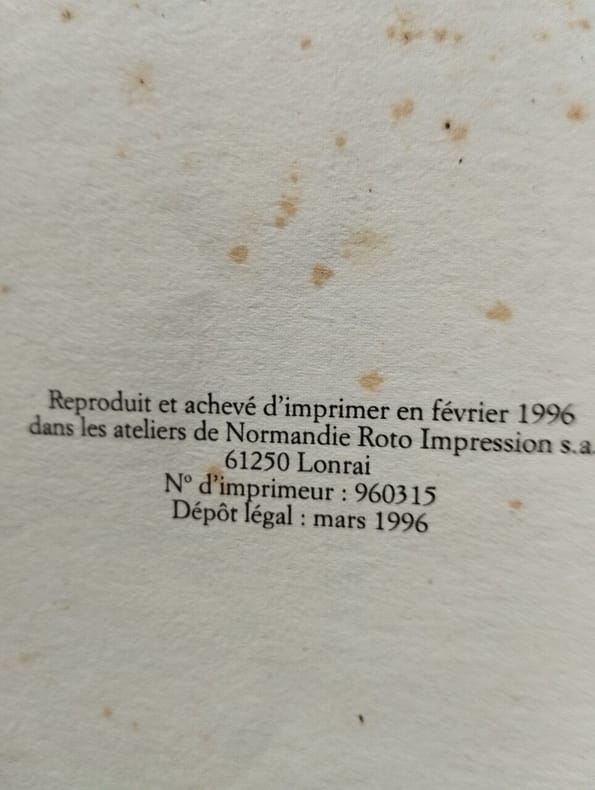 Reproduit et achevé d'imprimer en février 1996
dans les ateliers de Normandie Roto Impression s.a.
61250 Lonrai
N° d'imprimeur : 960315
Dépôt légal : mars 1996